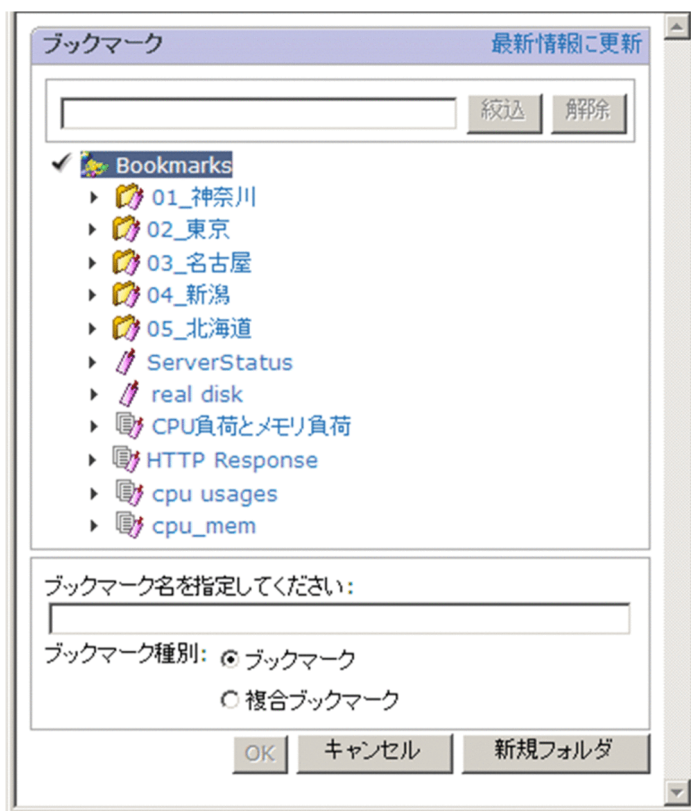 ブックマーク 最新情報に更新
絞込 解除
Bookmarks
01_神奈川
02_東京
03_名古屋
04_新潟
05_北海道
ServerStatus
real disk
CPU負荷とメモリ負荷
HTTP Response
cpu usages
cpu_mem
ブックマーク名を指定してください:
ブックマーク種別: ブックマーク
複合ブックマーク
OK キャンセル 新規フォルダ